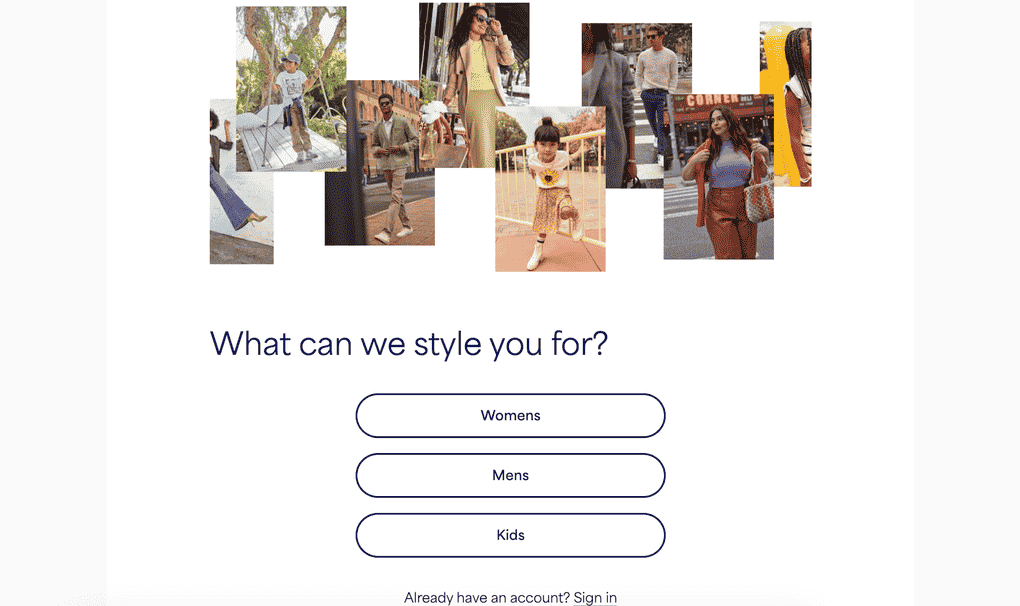 CORNER
What can we style you for?
Womens
Mens
Kids
Already have an account? Sign in